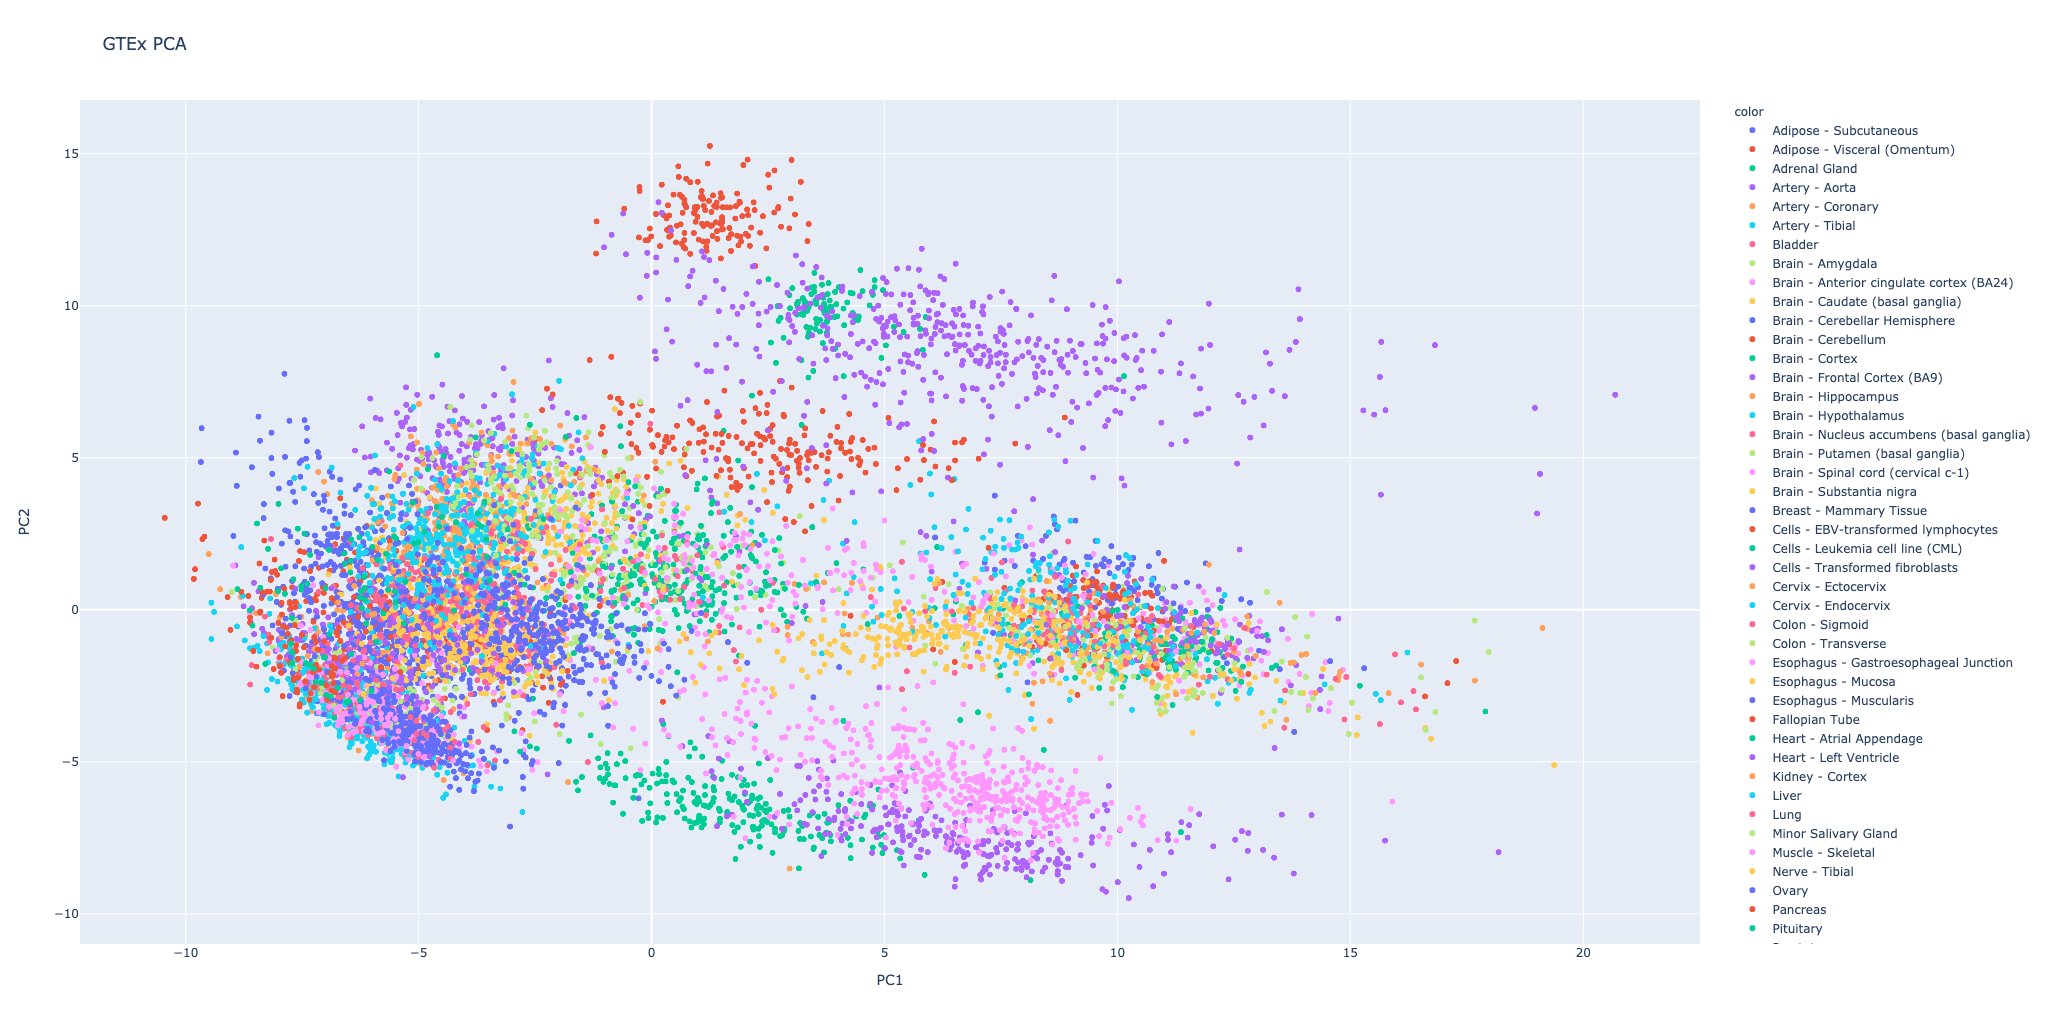 GTEx PCA
15
10
5
0
−5
−10
PC2
−10
−5
0
5
10
15
20
PC1
color
Adipose - Subcutaneous
Adipose - Visceral (Omentum)
Adrenal Gland
Artery - Aorta
Artery - Coronary
Artery - Tibial
Bladder
Brain - Amygdala
Brain - Anterior cingulate cortex (BA24)
Brain - Caudate (basal ganglia)
Brain - Cerebellar Hemisphere
Brain - Cerebellum
Brain - Cortex
Brain - Frontal Cortex (BA9)
Brain - Hippocampus
Brain - Hypothalamus
Brain - Nucleus accumbens (basal ganglia)
Brain - Putamen (basal ganglia)
Brain - Spinal cord (cervical c-1)
Brain - Substantia nigra
Breast - Mammary Tissue
Cells - EBV-transformed lymphocytes
Cells - Leukemia cell line (CML)
Cells - Transformed fibroblasts
Cervix - Ectocervix
Cervix - Endocervix
Colon - Sigmoid
Colon - Transverse
Esophagus - Gastroesophageal Junction
Esophagus - Mucosa
Esophagus - Muscularis
Fallopian Tube
Heart - Atrial Appendage
Heart - Left Ventricle
Kidney - Cortex
Liver
Lung
Minor Salivary Gland
Muscle - Skeletal
Nerve - Tibial
Ovary
Pancreas
Pituitary